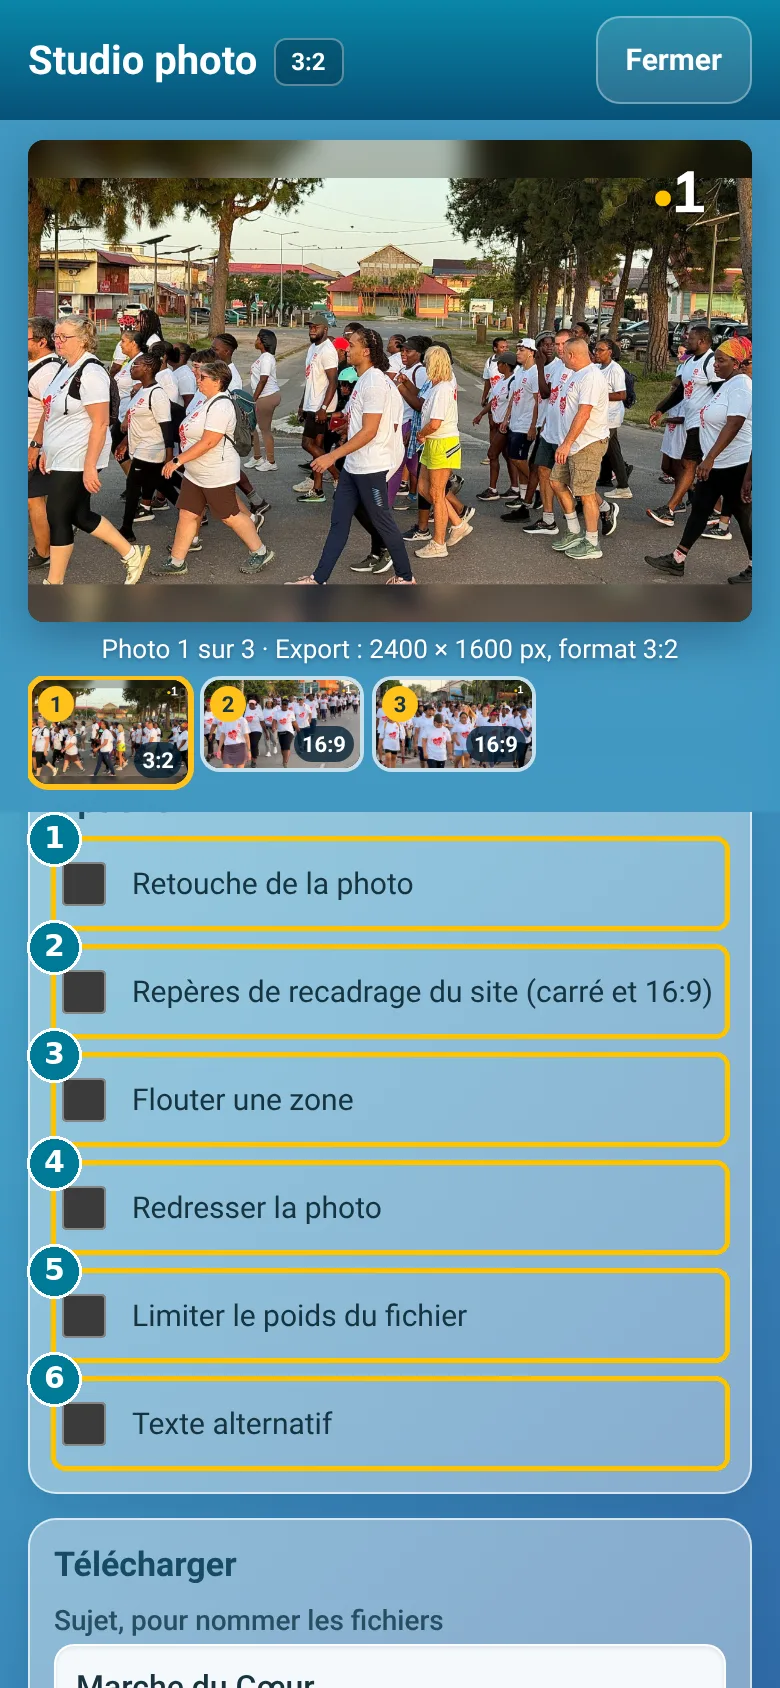 Studio photo 3:2 Fermer
1
Photo 1 sur 3 · Export : 2400 × 1600 px, format 3:2
1 3:2 2 16:9 3 16:9
1
Retouche de la photo
2
Repères de recadrage du site (carré et 16:9)
3
Flouter une zone
4
Redresser la photo
5
Limiter le poids du fichier
6
Texte alternatif
Télécharger
Sujet, pour nommer les fichiers
Marche du Cœur